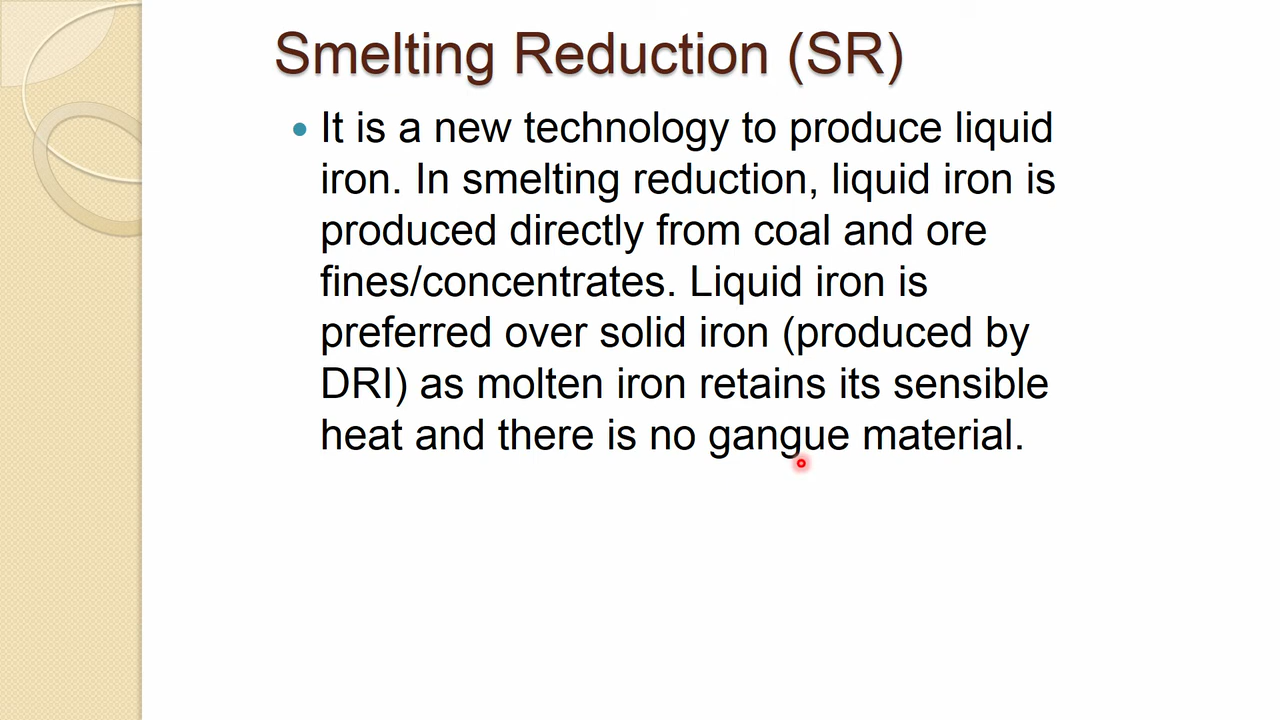 Smelting Reduction (SR)
It is a new technology to produce liquid
iron. In smelting reduction, liquid iron is
produced directly from coal and ore
fines/concentrates. Liquid iron is
preferred over solid iron (produced by
DRI) as molten iron retains its sensible
heat and there is no gangue material.